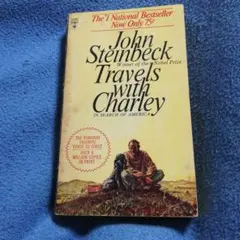 The #1 National Bestseller
Now Only 75¢
John
Steinbeck
Winner of the Nobel Prize
Travels
with
Charley
IN SEARCH OF AMERICA